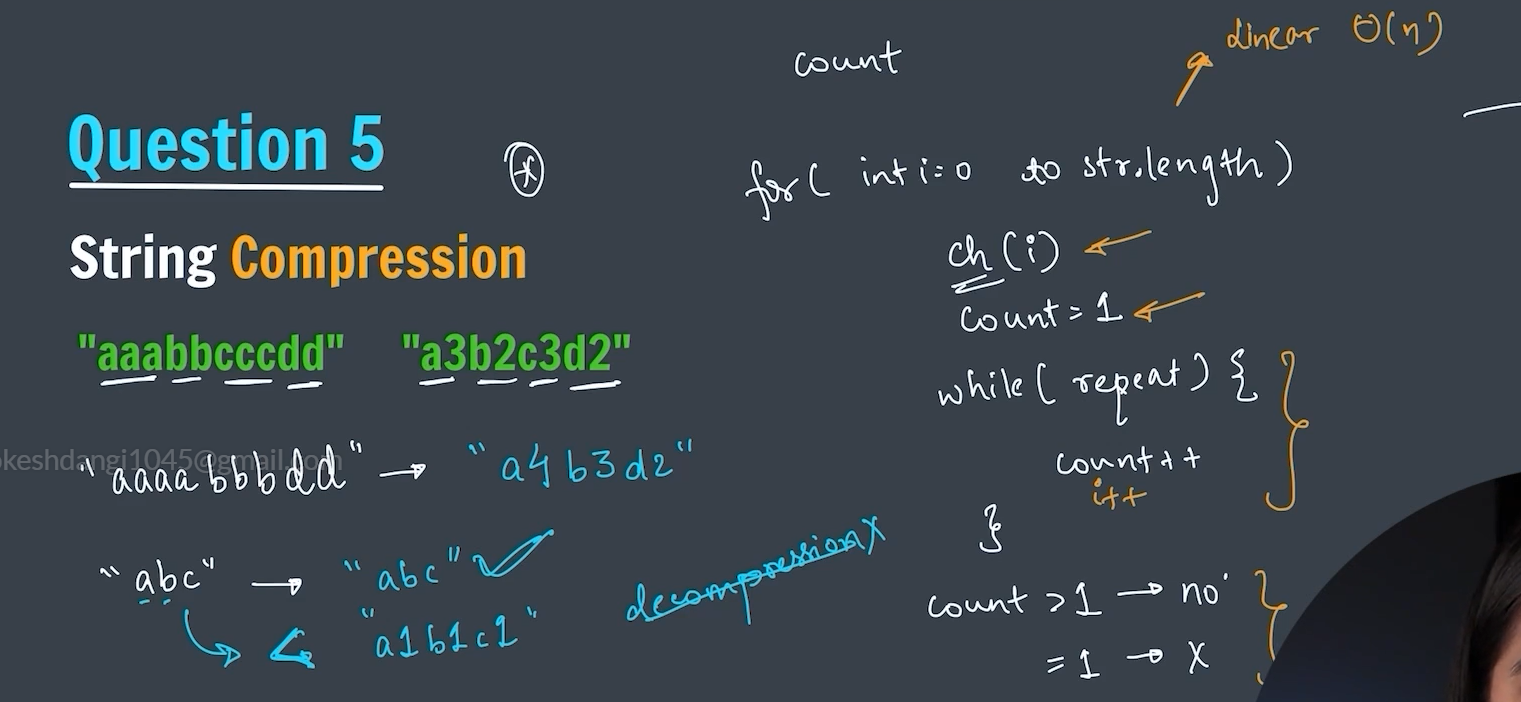 Question 5
String Compression
"aaabbcccdd" "a3b2c3d2"
okeshdangi1045@gmail.com
"aaaabbbdd" → "a4b3d2"
"abc" → "abc" ✓
"a1b1c1"
decompression x
count
Linear O(n)
for( int i=0 to str.length)
ch(i)
count = 1
while( repeat) {
count++
i++
}
count >1 → no'
=1 → X